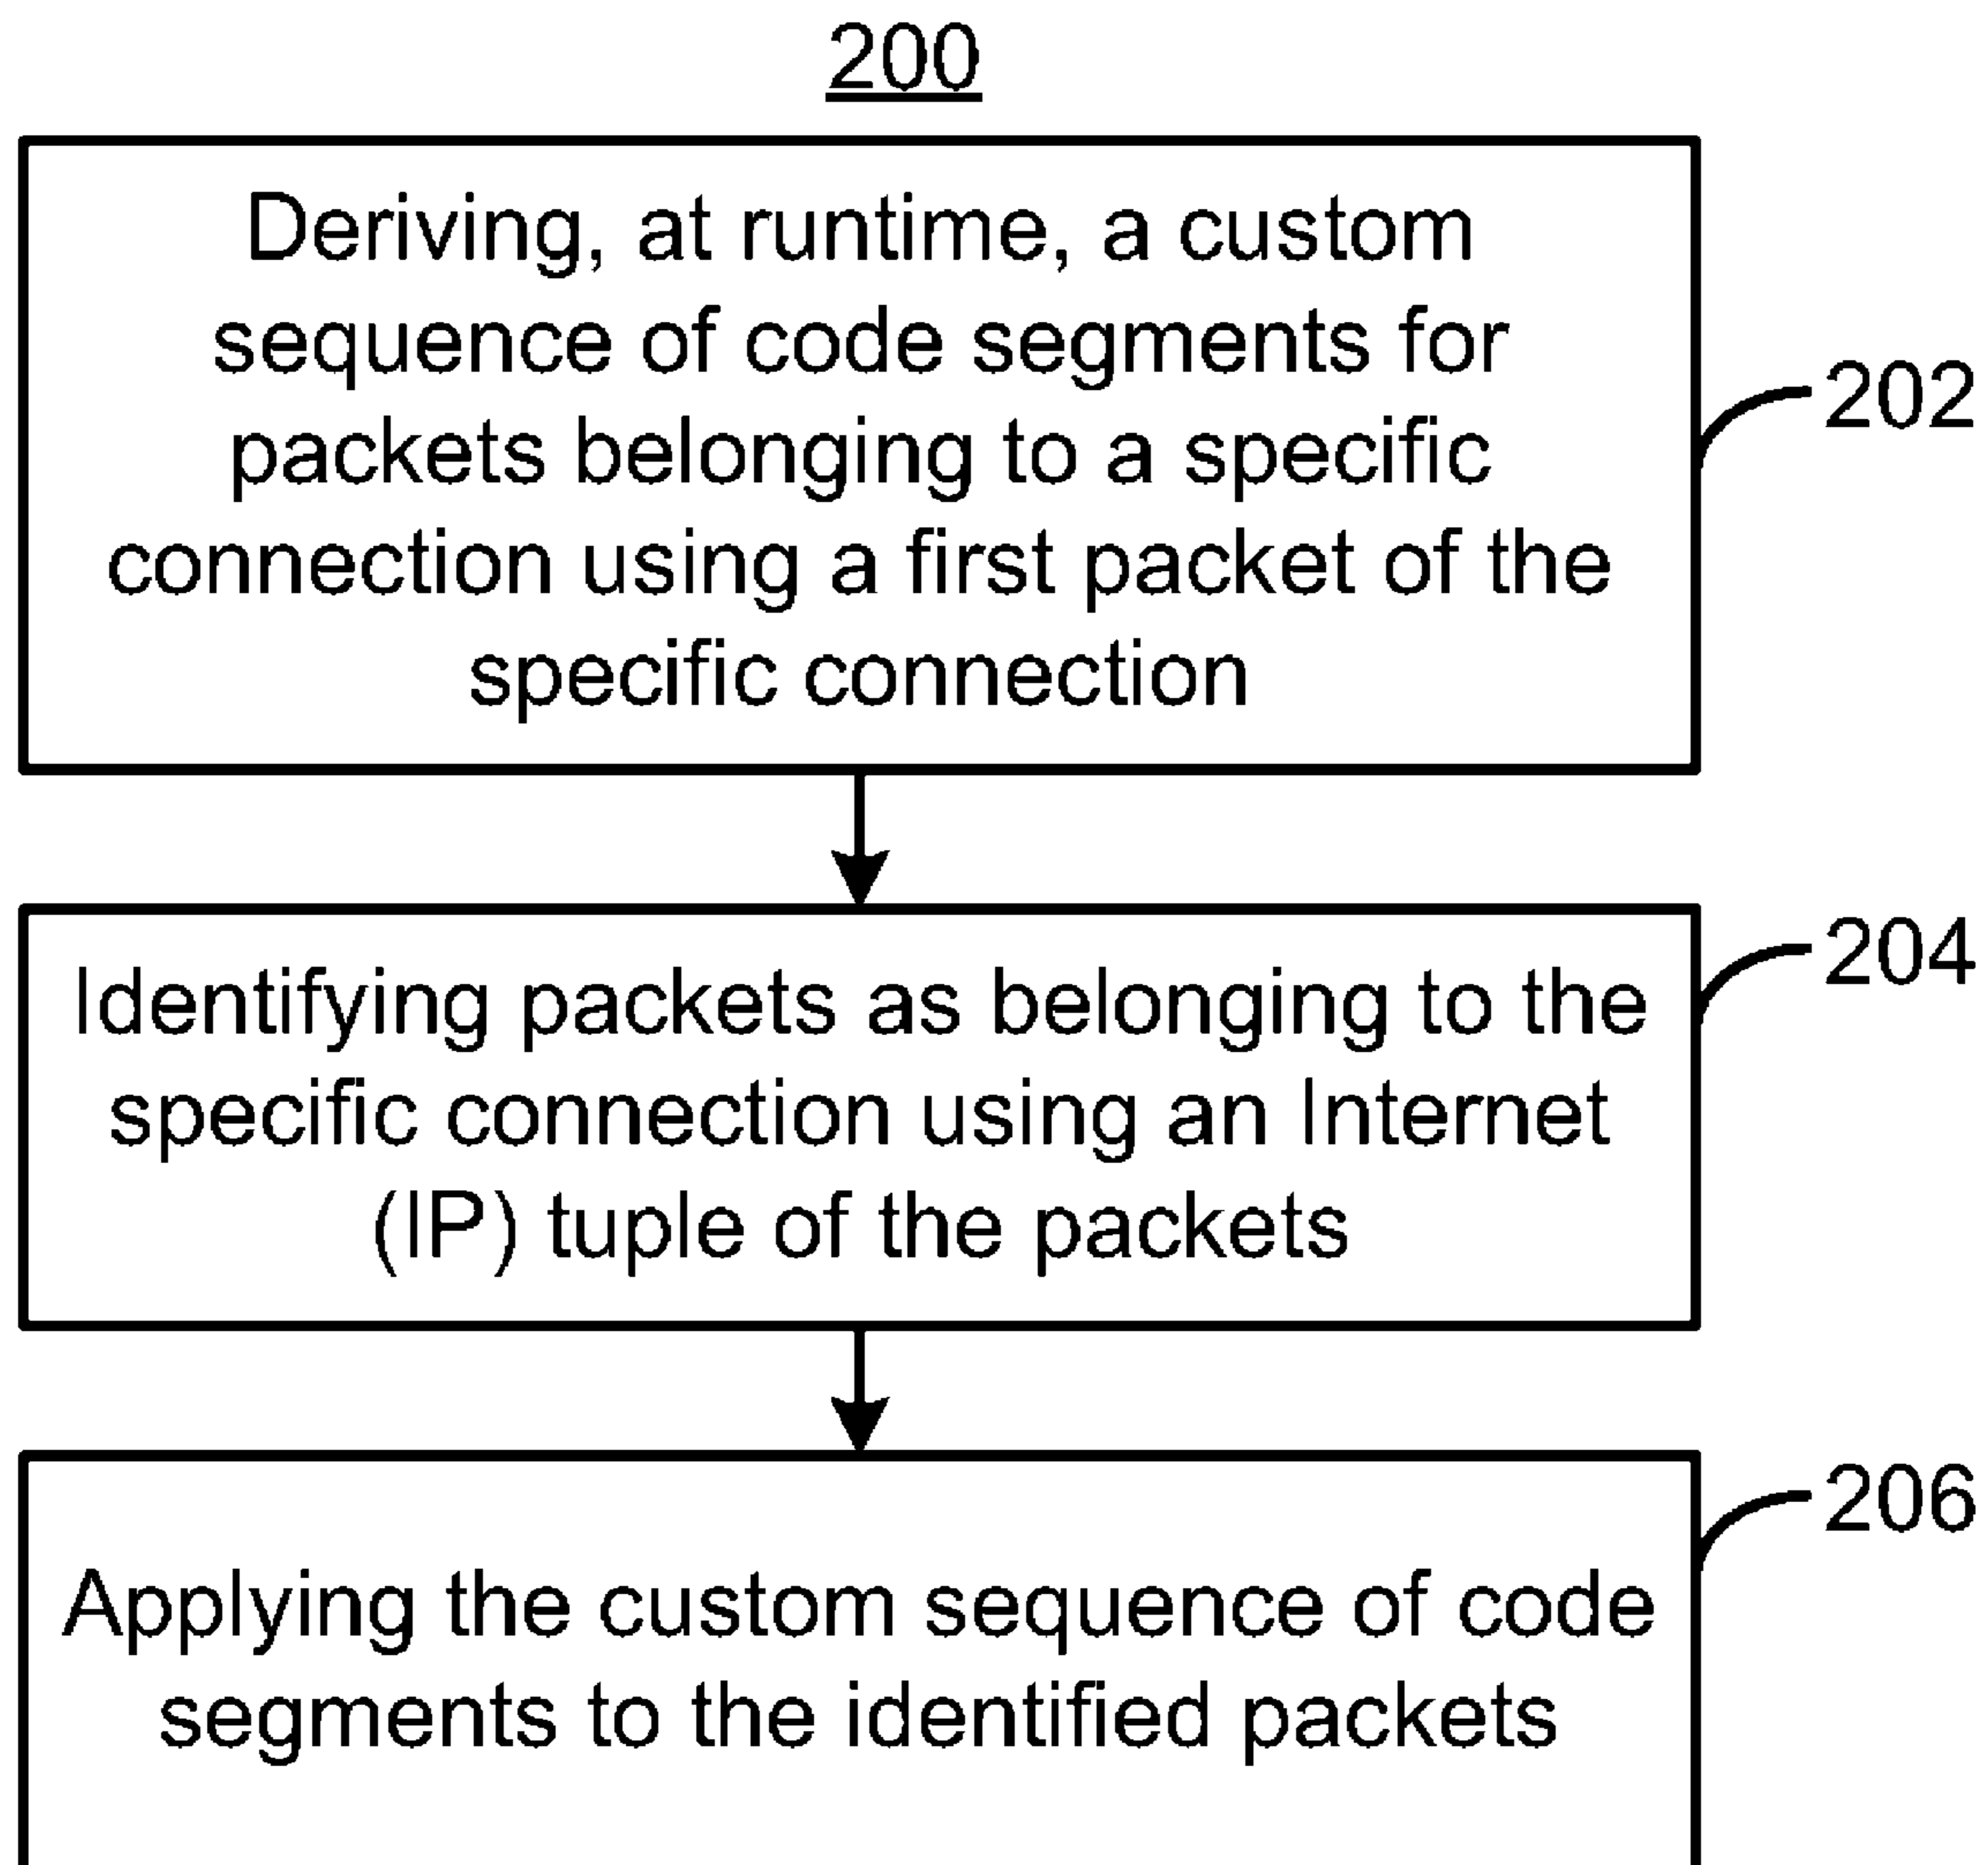 200
Deriving, at runtime, a custom
sequence of code segments for
packets belonging to a specific
connection using a first packet of the
specific connection
202
Identifying packets as belonging to the
specific connection using an Internet
(IP) tuple of the packets
204
Applying the custom sequence of code
segments to the identified packets
206